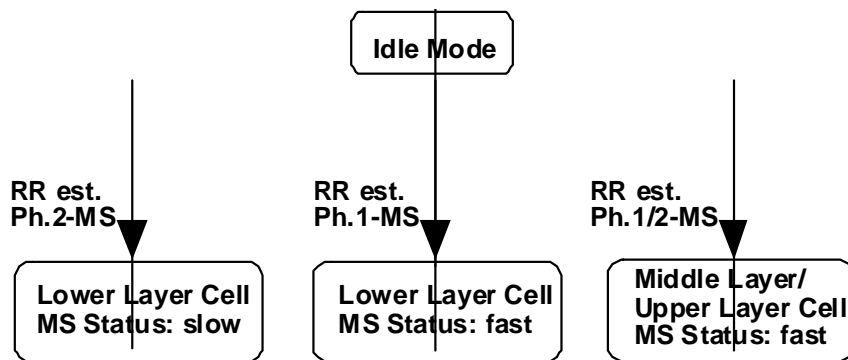 Idle Mode
RR est.
Ph.2-MS
RR est.
Ph.1-MS
RR est.
Ph.1/2-MS
Lower Layer Cell
MS Status: slow
Lower Layer Cell
MS Status: fast
Middle Layer/
Upper Layer Cell
MS Status: fast